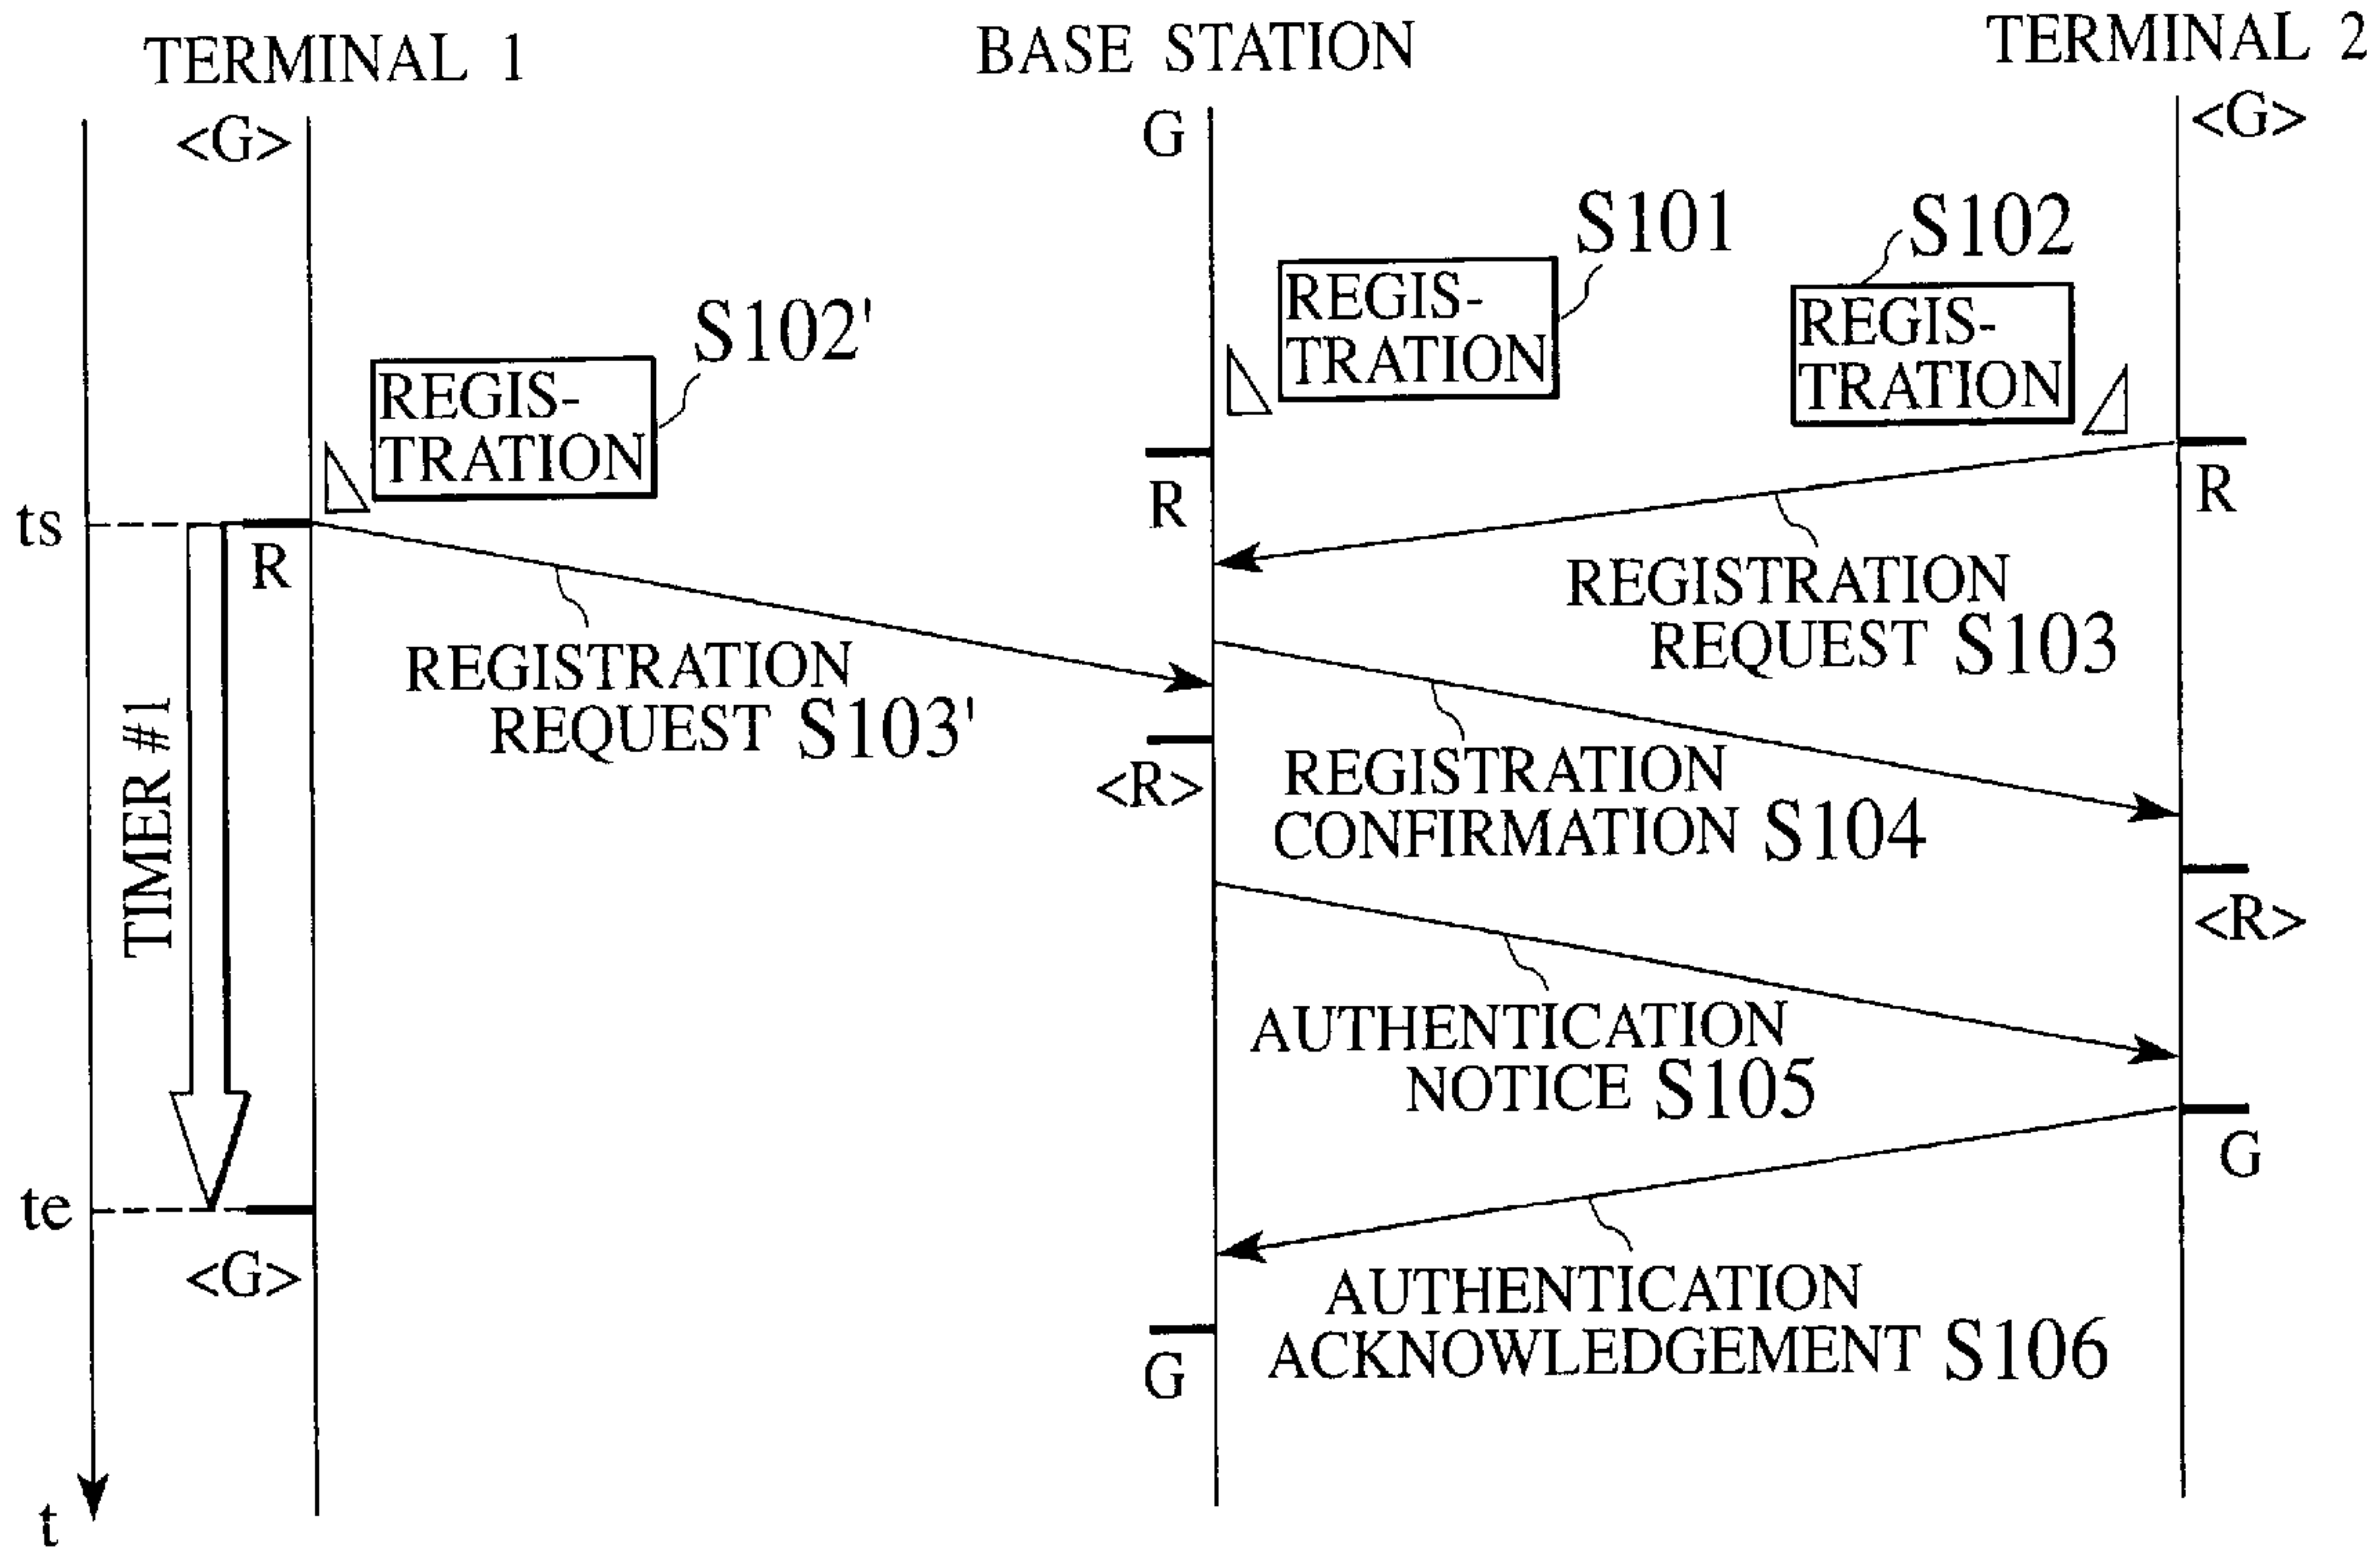 TERMINAL 1
BASE STATION
TERMINAL 2
<G>
G
<G>
S101
S102
REGIS-
TRATION
REGIS-
TRATION
S102'
REGIS-
TRATION
R
R
ts
R
REGISTRATION
REQUEST S103
REGISTRATION
REQUEST S103'
TIMER #1
<R>
REGISTRATION
CONFIRMATION S104
<R>
AUTHENTICATION
NOTICE S105
G
te
<G>
AUTHENTICATION
ACKNOWLEDGEMENT S106
G
t